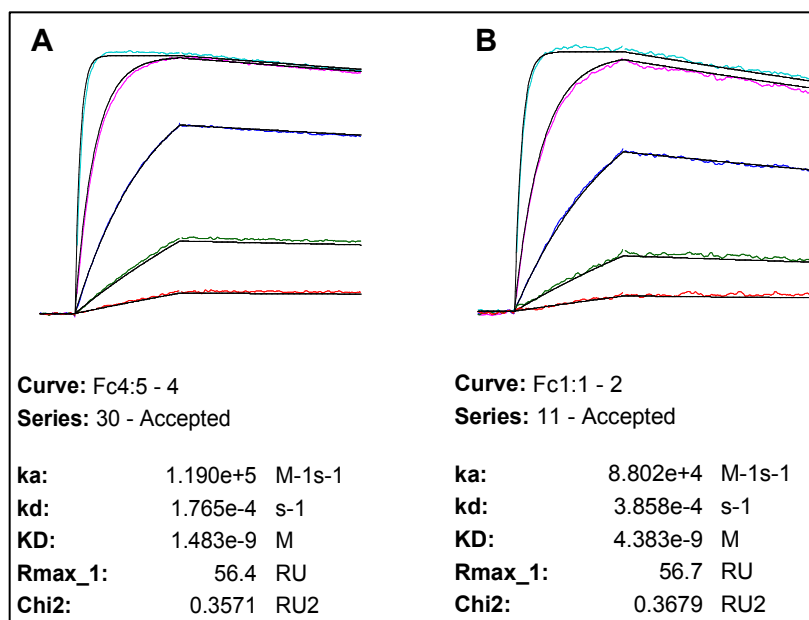 A
B
Curve: Fc4:5 - 4
Series: 30 - Accepted
ka: 1.190e+5 M-1s-1
kd: 1.765e-4 s-1
KD: 1.483e-9 M
Rmax_1: 56.4 RU
Chi2: 0.3571 RU2
Curve: Fc1:1 - 2
Series: 11 - Accepted
ka: 8.802e+4 M-1s-1
kd: 3.858e-4 s-1
KD: 4.383e-9 M
Rmax_1: 56.7 RU
Chi2: 0.3679 RU2